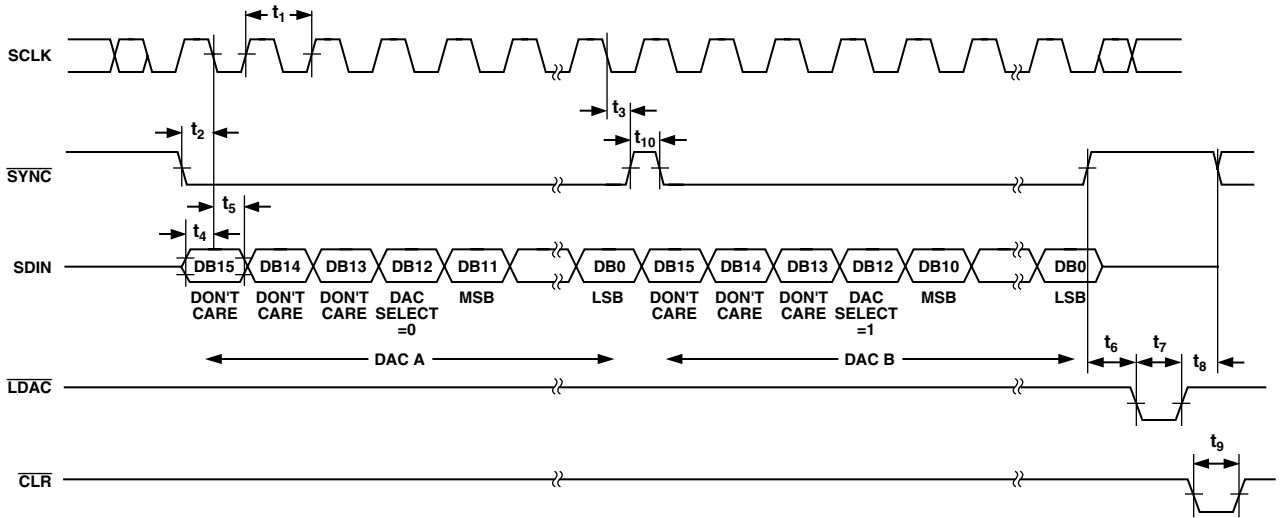 t1
SCLK
t3
t2
t10
SYNC
t5
t4
SDIN
DB15 DB14 DB13 DB12 DB11 DB0 DB15 DB14 DB13 DB12 DB10 DB0
DON'T CARE
DON'T CARE
DON'T CARE
DAC SELECT =0
MSB
LSB
DON'T CARE
DON'T CARE
DON'T CARE
DAC SELECT =1
MSB
LSB
DAC A
DAC B
t6
t7
t8
LDAC
t9
CLR